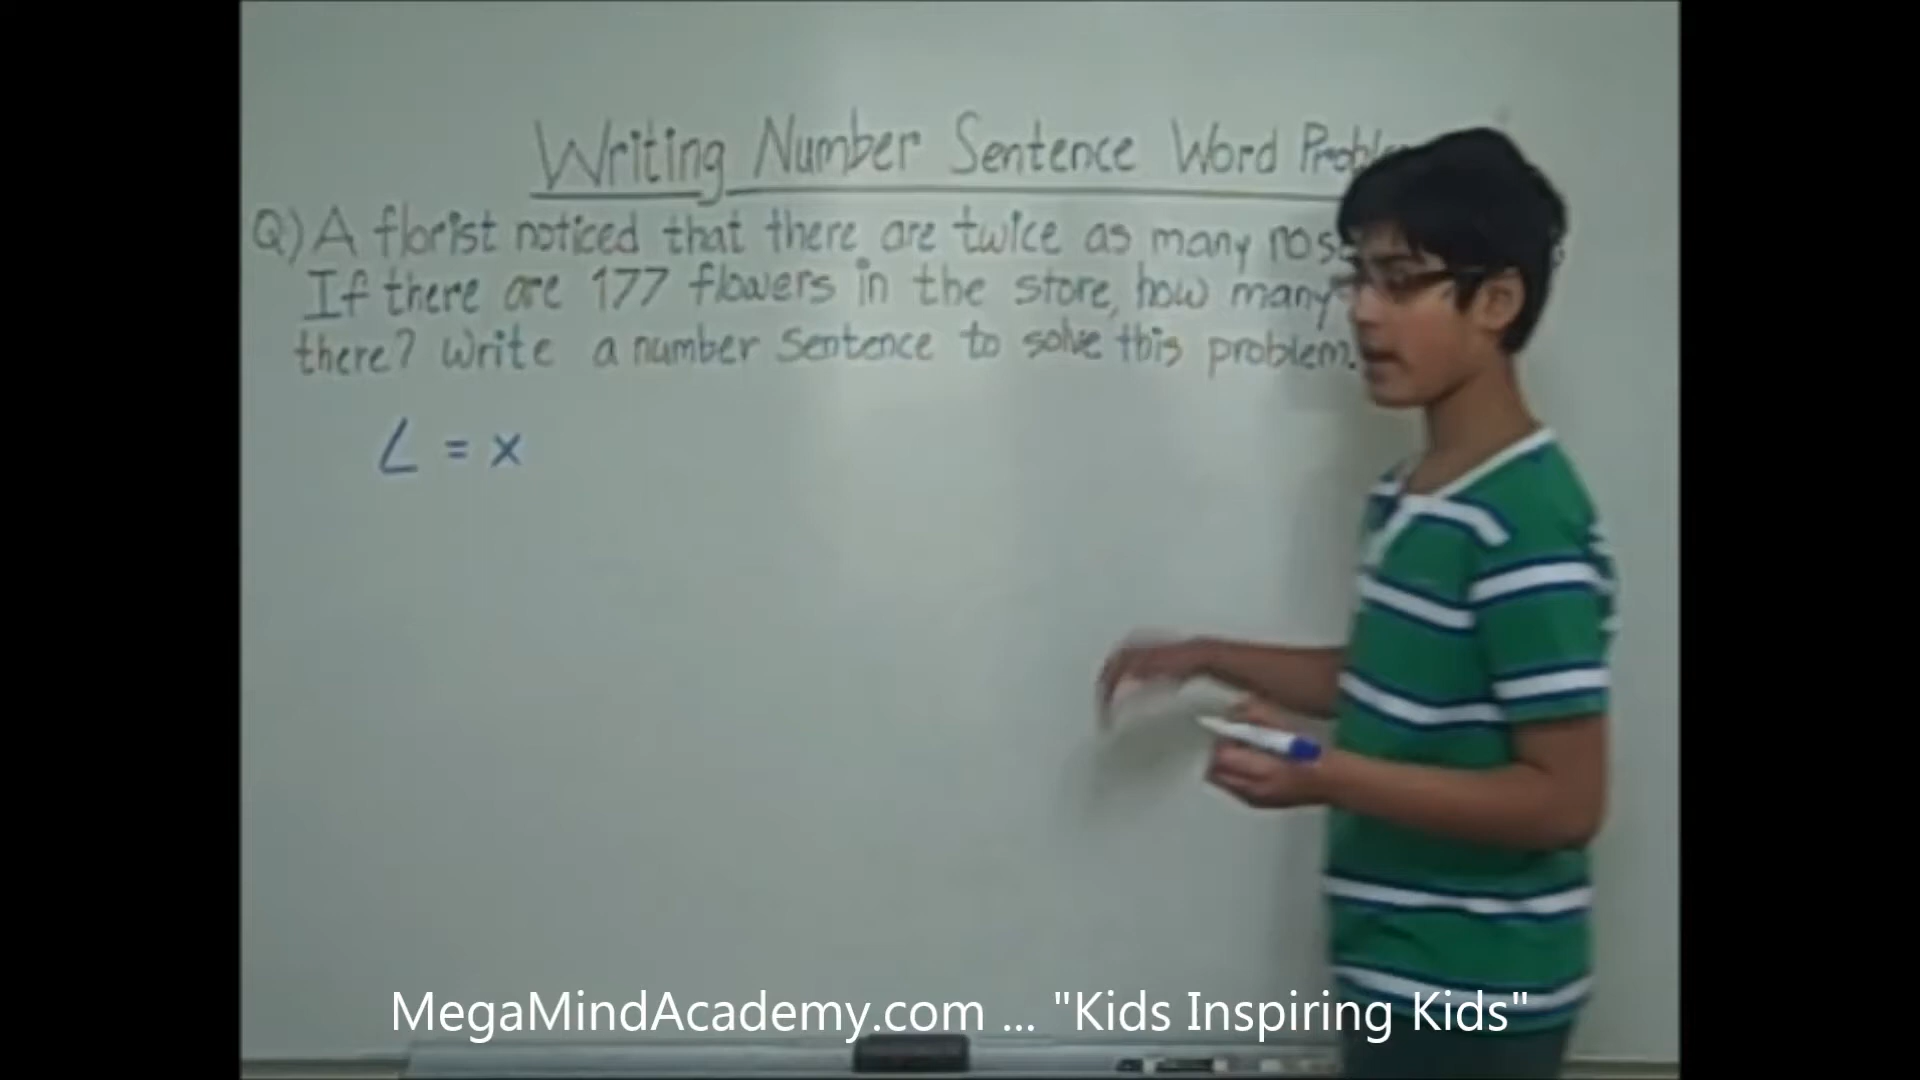 Writing Number Sentence Word
Q) A florist noticed that there are twice as many
If there are 177 flowers in the store, how many
there? Write a number sentence to solve this problem.
L = x
MegaMindAcademy.com ... "Kids Inspiring Kids"